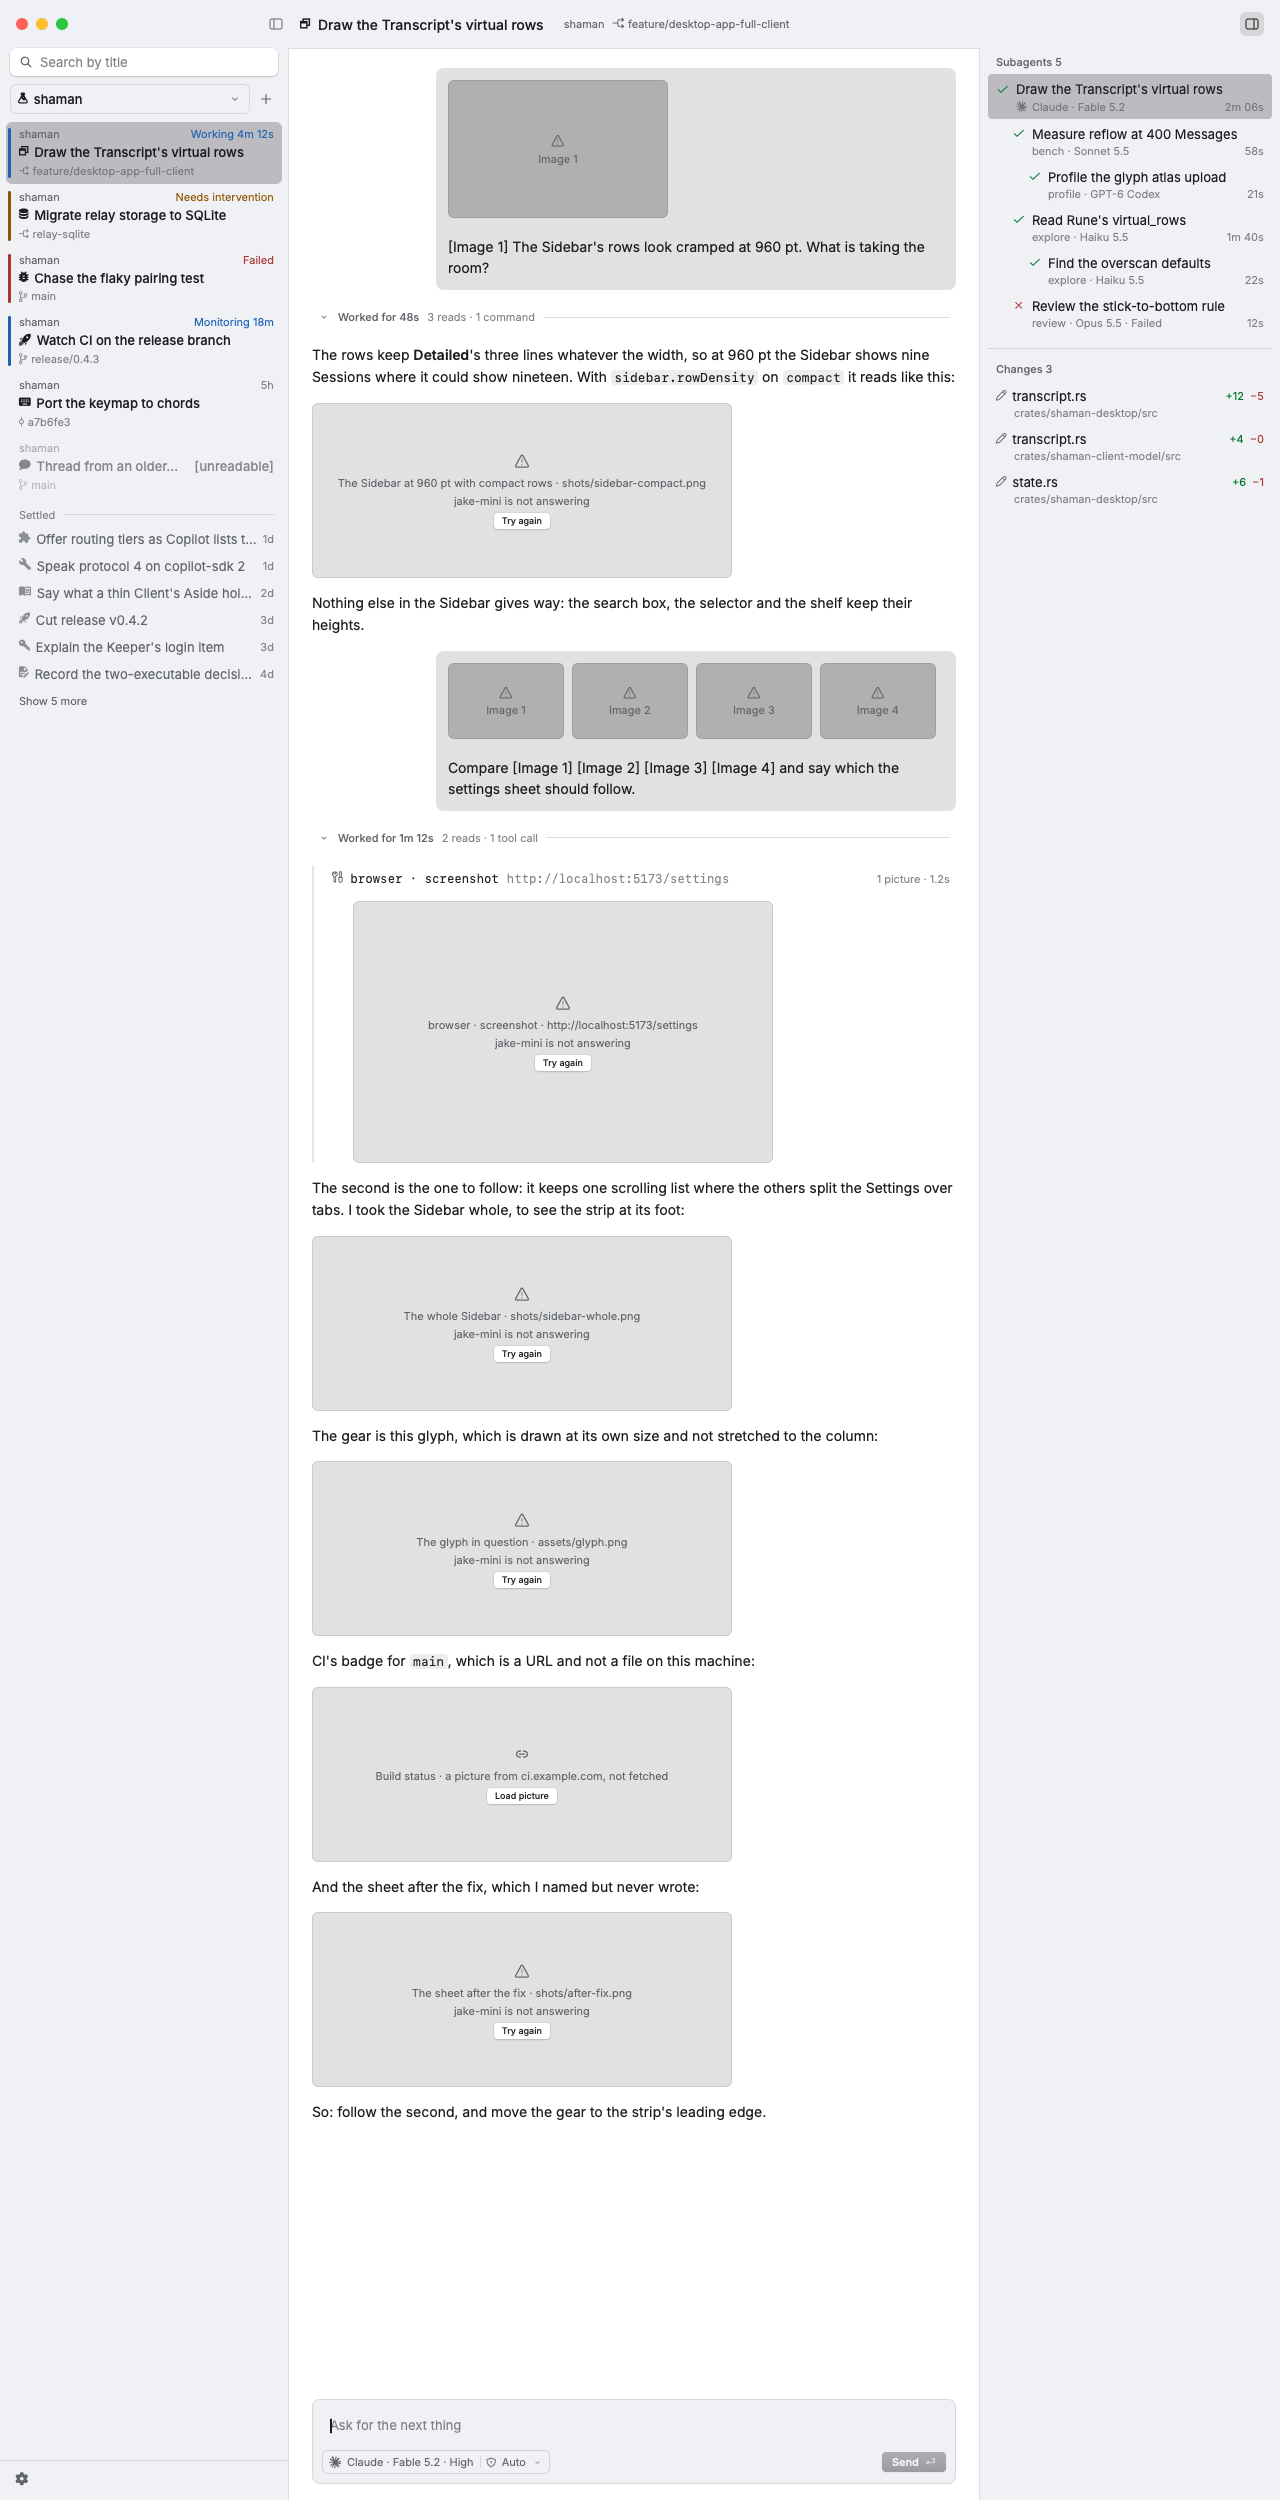 Draw the Transcript's virtual rows
shaman
feature/desktop-app-full-client
Search by title
shaman
shaman
Working 4m 12s
Draw the Transcript's virtual rows
feature/desktop-app-full-client
shaman
Needs intervention
Migrate relay storage to SQLite
relay-sqlite
shaman
Failed
Chase the flaky pairing test
main
shaman
Monitoring 18m
Watch CI on the release branch
release/0.4.3
shaman
5h
Port the keymap to chords
a7b6fe3
shaman
Thread from an older...
[unreadable]
main
Settled
Offer routing tiers as Copilot lists t... 1d
Speak protocol 4 on copilot-sdk 2 1d
Say what a thin Client's Aside hol... 2d
Cut release v0.4.2 3d
Explain the Keeper's login item 3d
Record the two-executable decisi... 4d
Show 5 more
Image 1
[Image 1] The Sidebar's rows look cramped at 960 pt. What is taking the
room?
Worked for 48s 3 reads · 1 command
The rows keep Detailed's three lines whatever the width, so at 960 pt the Sidebar shows nine
Sessions where it could show nineteen. With sidebar.rowDensity on compact it reads like this:
The Sidebar at 960 pt with compact rows · shots/sidebar-compact.png
jake-mini is not answering
Try again
Nothing else in the Sidebar gives way: the search box, the selector and the shelf keep their
heights.
Image 1
Image 2
Image 3
Image 4
Compare [Image 1] [Image 2] [Image 3] [Image 4] and say which the
settings sheet should follow.
Worked for 1m 12s 2 reads · 1 tool call
browser · screenshot http://localhost:5173/settings
1 picture · 1.2s
browser · screenshot · http://localhost:5173/settings
jake-mini is not answering
Try again
The second is the one to follow: it keeps one scrolling list where the others split the Settings over
tabs. I took the Sidebar whole, to see the strip at its foot:
The whole Sidebar · shots/sidebar-whole.png
jake-mini is not answering
Try again
The gear is this glyph, which is drawn at its own size and not stretched to the column:
The glyph in question · assets/glyph.png
jake-mini is not answering
Try again
CI's badge for main, which is a URL and not a file on this machine:
Build status · a picture from ci.example.com, not fetched
Load picture
And the sheet after the fix, which I named but never wrote:
The sheet after the fix · shots/after-fix.png
jake-mini is not answering
Try again
So: follow the second, and move the gear to the strip's leading edge.
Ask for the next thing
Claude · Fable 5.2 · High
Auto
Send
Subagents 5
Draw the Transcript's virtual rows
Claude · Fable 5.2 2m 06s
Measure reflow at 400 Messages
bench · Sonnet 5.5 58s
Profile the glyph atlas upload
profile · GPT-6 Codex 21s
Read Rune's virtual_rows
explore · Haiku 5.5 1m 40s
Find the overscan defaults
explore · Haiku 5.5 22s
Review the stick-to-bottom rule
review · Opus 5.5 · Failed 12s
Changes 3
transcript.rs +12 −5
crates/shaman-desktop/src
transcript.rs +4 −0
crates/shaman-client-model/src
state.rs +6 −1
crates/shaman-desktop/src